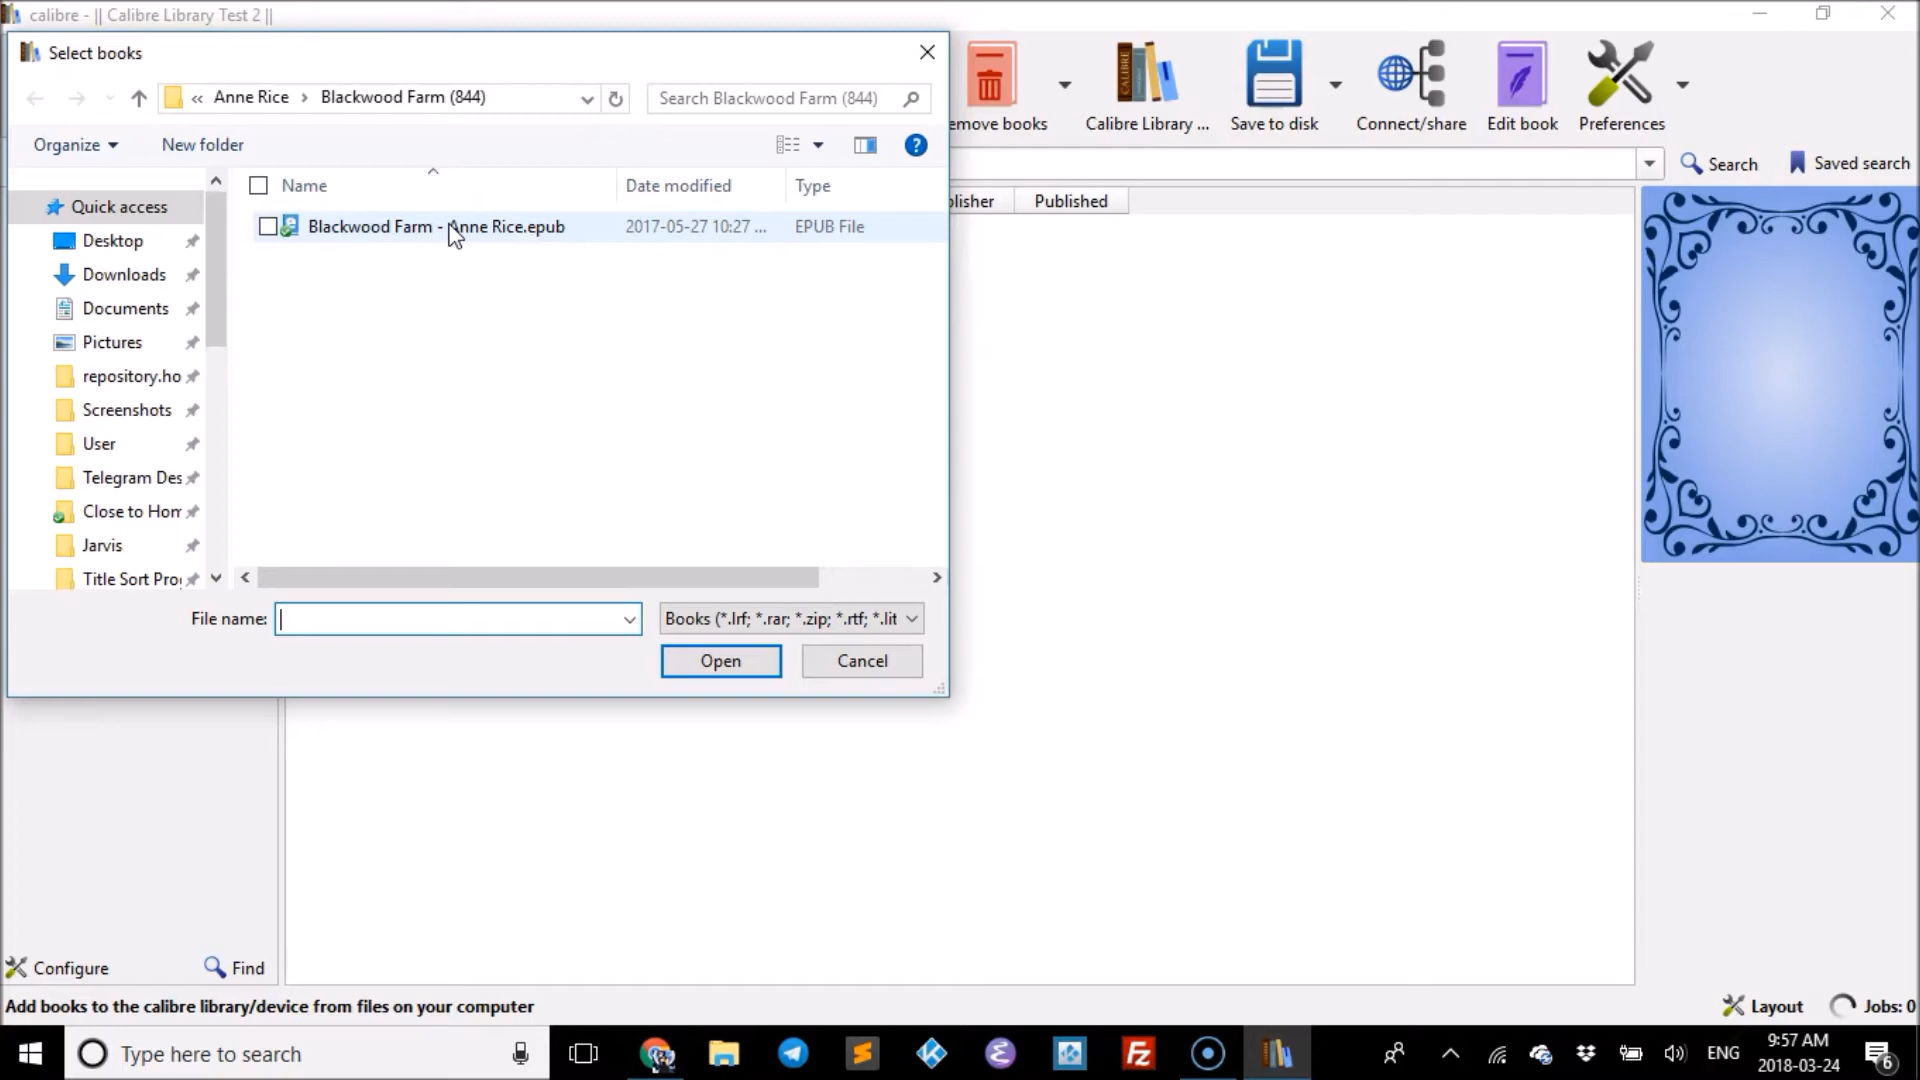 calibre - || Calibre Library Test 2 ||
Select books
« Anne Rice > Blackwood Farm (844)
Search Blackwood Farm (844)
Organize
New folder
?
emove books
Calibre Library ...
Save to disk
Connect/share
Edit book
Preferences
Search
Saved search
Name
Date modified
Type
blisher
Published
Quick access
Blackwood Farm - Anne Rice.epub
2017-05-27 10:27 ...
EPUB File
Desktop
Downloads
Documents
Pictures
repository.ho
Screenshots
User
Telegram Des
Close to Hom
Jarvis
Title Sort Pro
File name:
Books (*.lrf; *.rar; *.zip; *.rtf; *.lit
Open
Cancel
Configure
Find
Add books to the calibre library/device from files on your computer
Layout
Jobs: 0
Type here to search
ENG
9:57 AM
2018-03-24
6